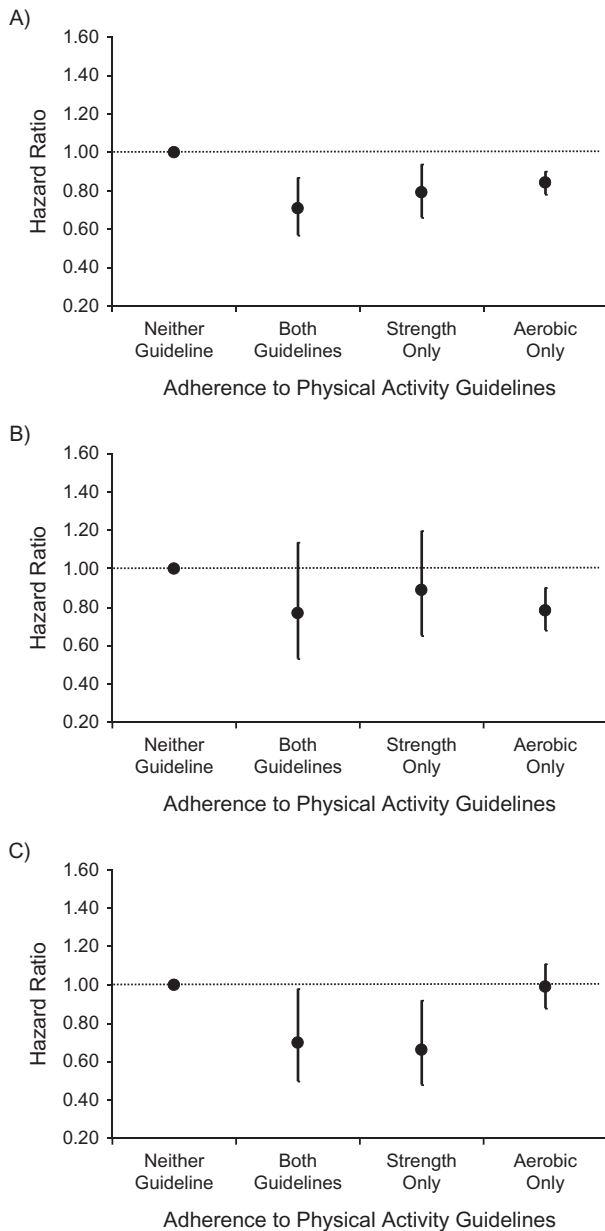 A)
1.60
1.40
1.20
1.00
0.80
0.60
0.40
0.20
Hazard Ratio
Neither Guideline
Both Guidelines
Strength Only
Aerobic Only
Adherence to Physical Activity Guidelines
B)
1.60
1.40
1.20
1.00
0.80
0.60
0.40
0.20
Hazard Ratio
Neither Guideline
Both Guidelines
Strength Only
Aerobic Only
Adherence to Physical Activity Guidelines
C)
1.60
1.40
1.20
1.00
0.80
0.60
0.40
0.20
Hazard Ratio
Neither Guideline
Both Guidelines
Strength Only
Aerobic Only
Adherence to Physical Activity Guidelines